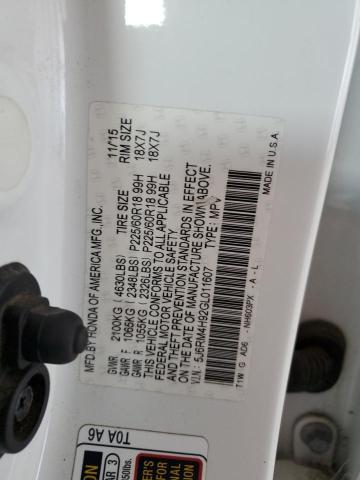 MFD.BY HONDA OF AMERICA MFG.,INC. 11/15
GVWR 2100KG ( 4630LBS) TIRE SIZE RIM SIZE
GAWR F 1065KG ( 2348LBS) P225/60R18 99H 18X7J
GAWR R 1055KG ( 2326LBS) P225/60R18 99H 18X7J
THIS VEHICLE CONFORMS TO ALL APPLICABLE
FEDERAL MOTOR VEHICLE SAFETY
AND THEFT PREVENTION STANDARDS IN EFFECT
ON THE DATE OF MANUFACTURE SHOWN ABOVE.
V.I.N.: 5J6RM4H92GL011607 TYPE: MPV
T1W G AD6 - NH603PX - A - L
MADE IN U.S.A.
T0A A6